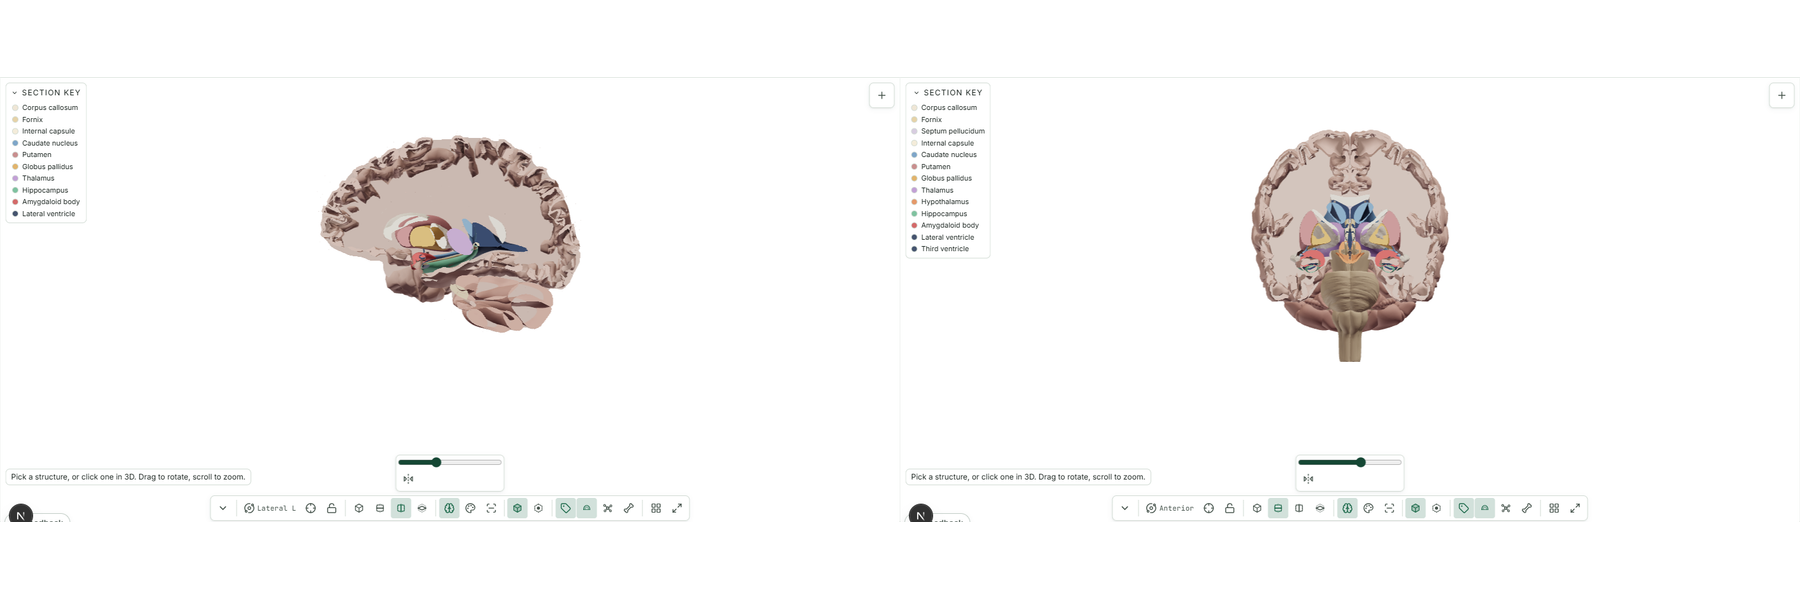 SECTION KEY
Corpus callosum
Fornix
Internal capsule
Caudate nucleus
Putamen
Globus pallidus
Thalamus
Hippocampus
Amygdaloid body
Lateral ventricle
Pick a structure, or click one in 3D. Drag to rotate, scroll to zoom.
N
Lateral L
SECTION KEY
Corpus callosum
Fornix
Septum pellucidum
Internal capsule
Caudate nucleus
Putamen
Globus pallidus
Thalamus
Hypothalamus
Hippocampus
Amygdaloid body
Lateral ventricle
Third ventricle
Pick a structure, or click one in 3D. Drag to rotate, scroll to zoom.
N
Anterior